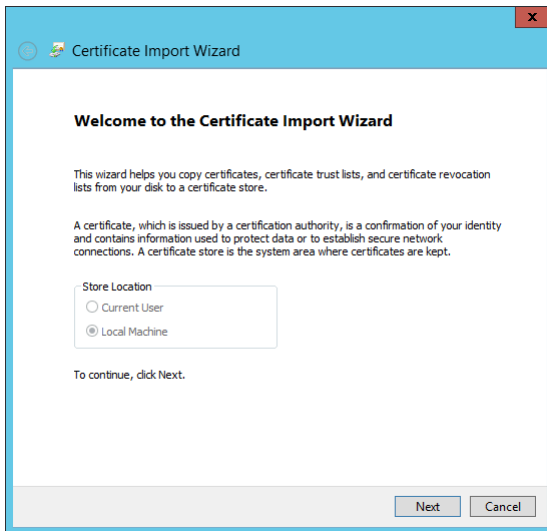 x
Certificate Import Wizard
Welcome to the Certificate Import Wizard
This wizard helps you copy certificates, certificate trust lists, and certificate revocation
lists from your disk to a certificate store.
A certificate, which is issued by a certification authority, is a confirmation of your identity
and contains information used to protect data or to establish secure network
connections. A certificate store is the system area where certificates are kept.
Store Location
Current User
Local Machine
To continue, click Next.
Next Cancel